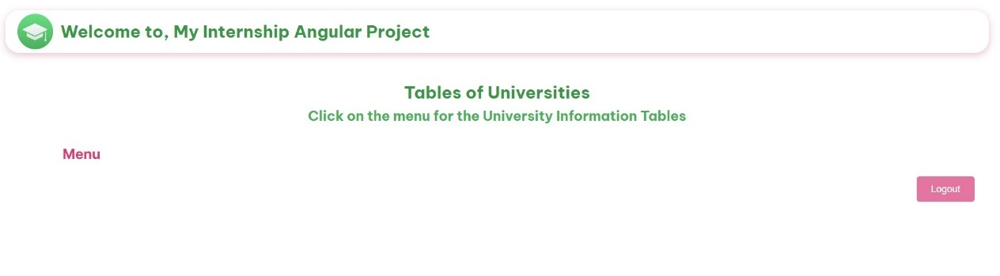 Welcome to, My Internship Angular Project
Tables of Universities
Click on the menu for the University Information Tables
Menu
Logout